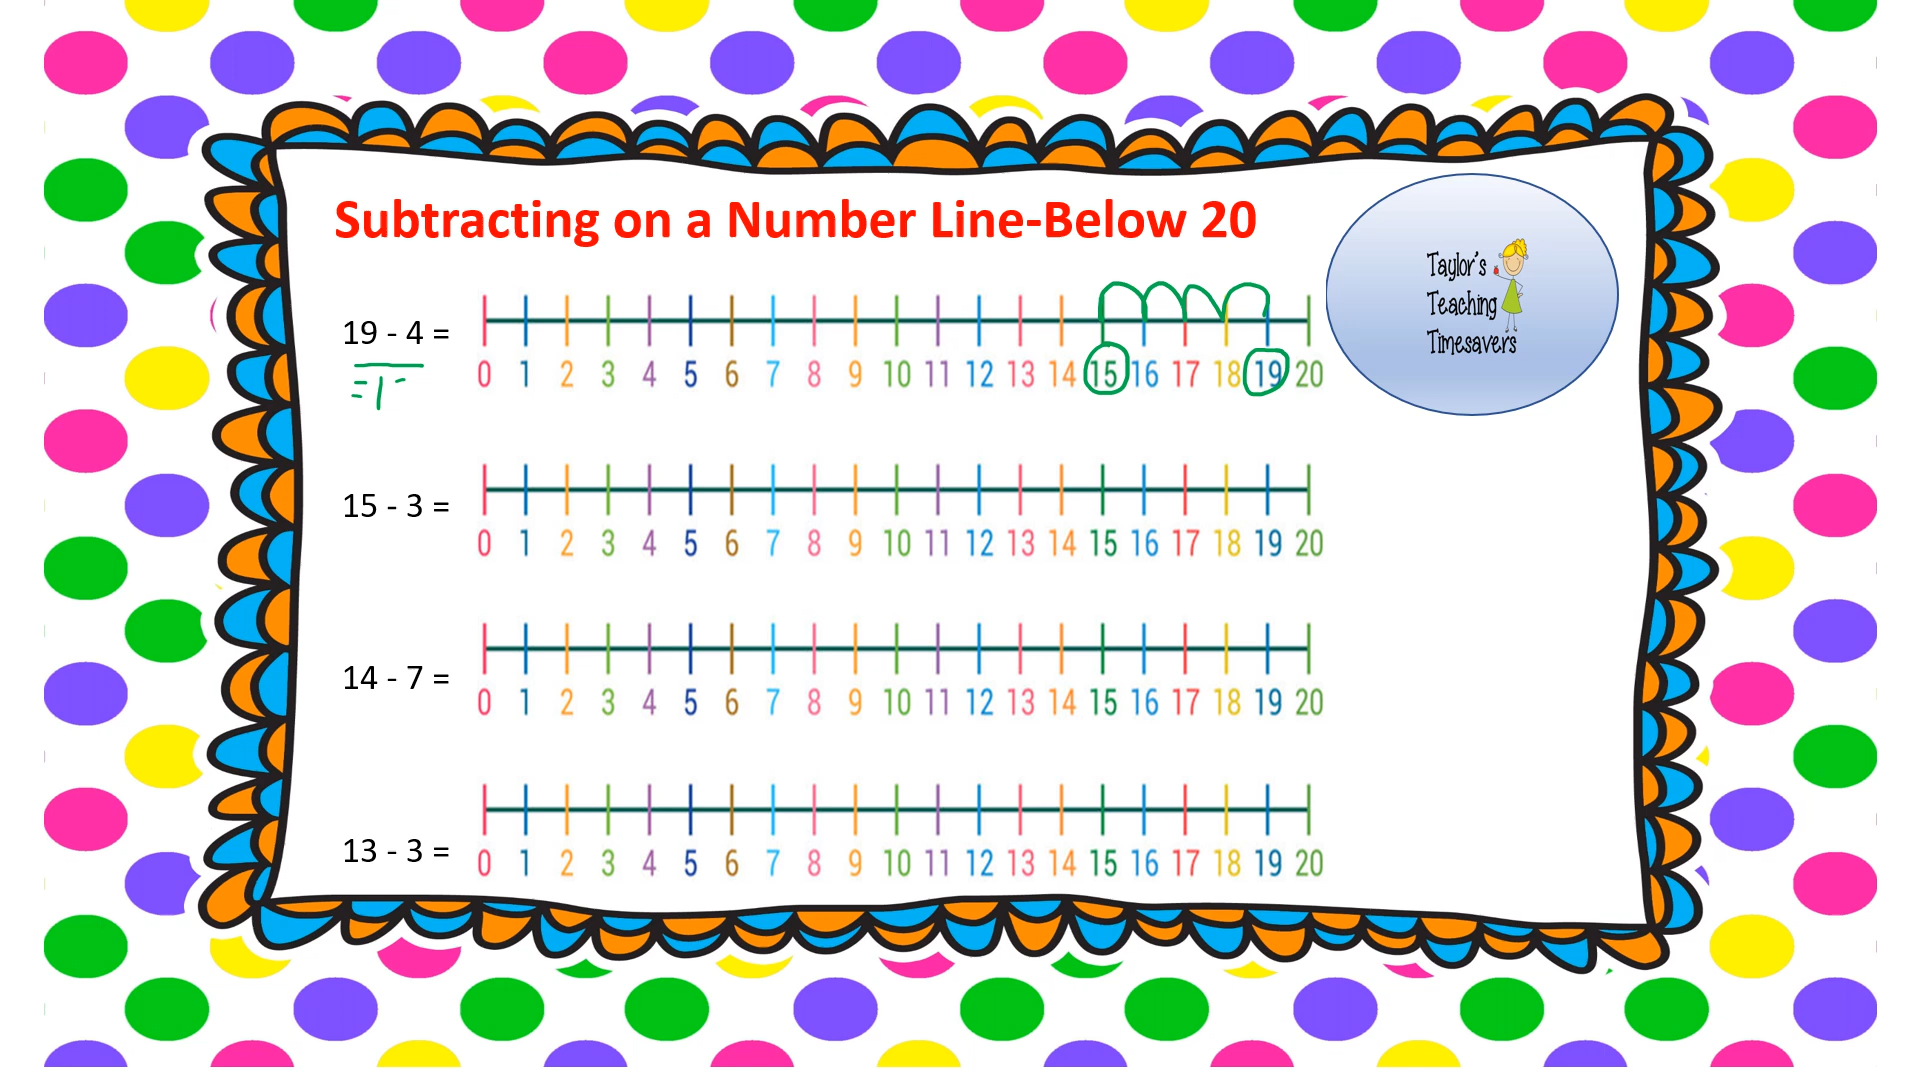 Subtracting on a Number Line-Below 20
Taylor's
Teaching
Timesavers
19 - 4 =
0 1 2 3 4 5 6 7 8 9 10 11 12 13 14 15 16 17 18 19 20
15 - 3 =
0 1 2 3 4 5 6 7 8 9 10 11 12 13 14 15 16 17 18 19 20
14 - 7 =
0 1 2 3 4 5 6 7 8 9 10 11 12 13 14 15 16 17 18 19 20
13 - 3 =
0 1 2 3 4 5 6 7 8 9 10 11 12 13 14 15 16 17 18 19 20